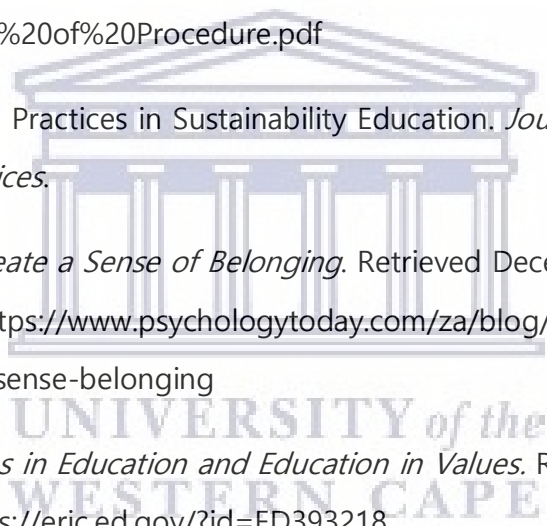 %20of%20Procedure.pdf
Practices in Sustainability Education. Jou
ices.
eate a Sense of Belonging. Retrieved Dece
tps://www.psychologytoday.com/za/blog/
sense-belonging
UNIVERSITY of the
s in Education and Education in Values. R
WESTERN CAPE
s://eric.ed.gov/?id=ED393218